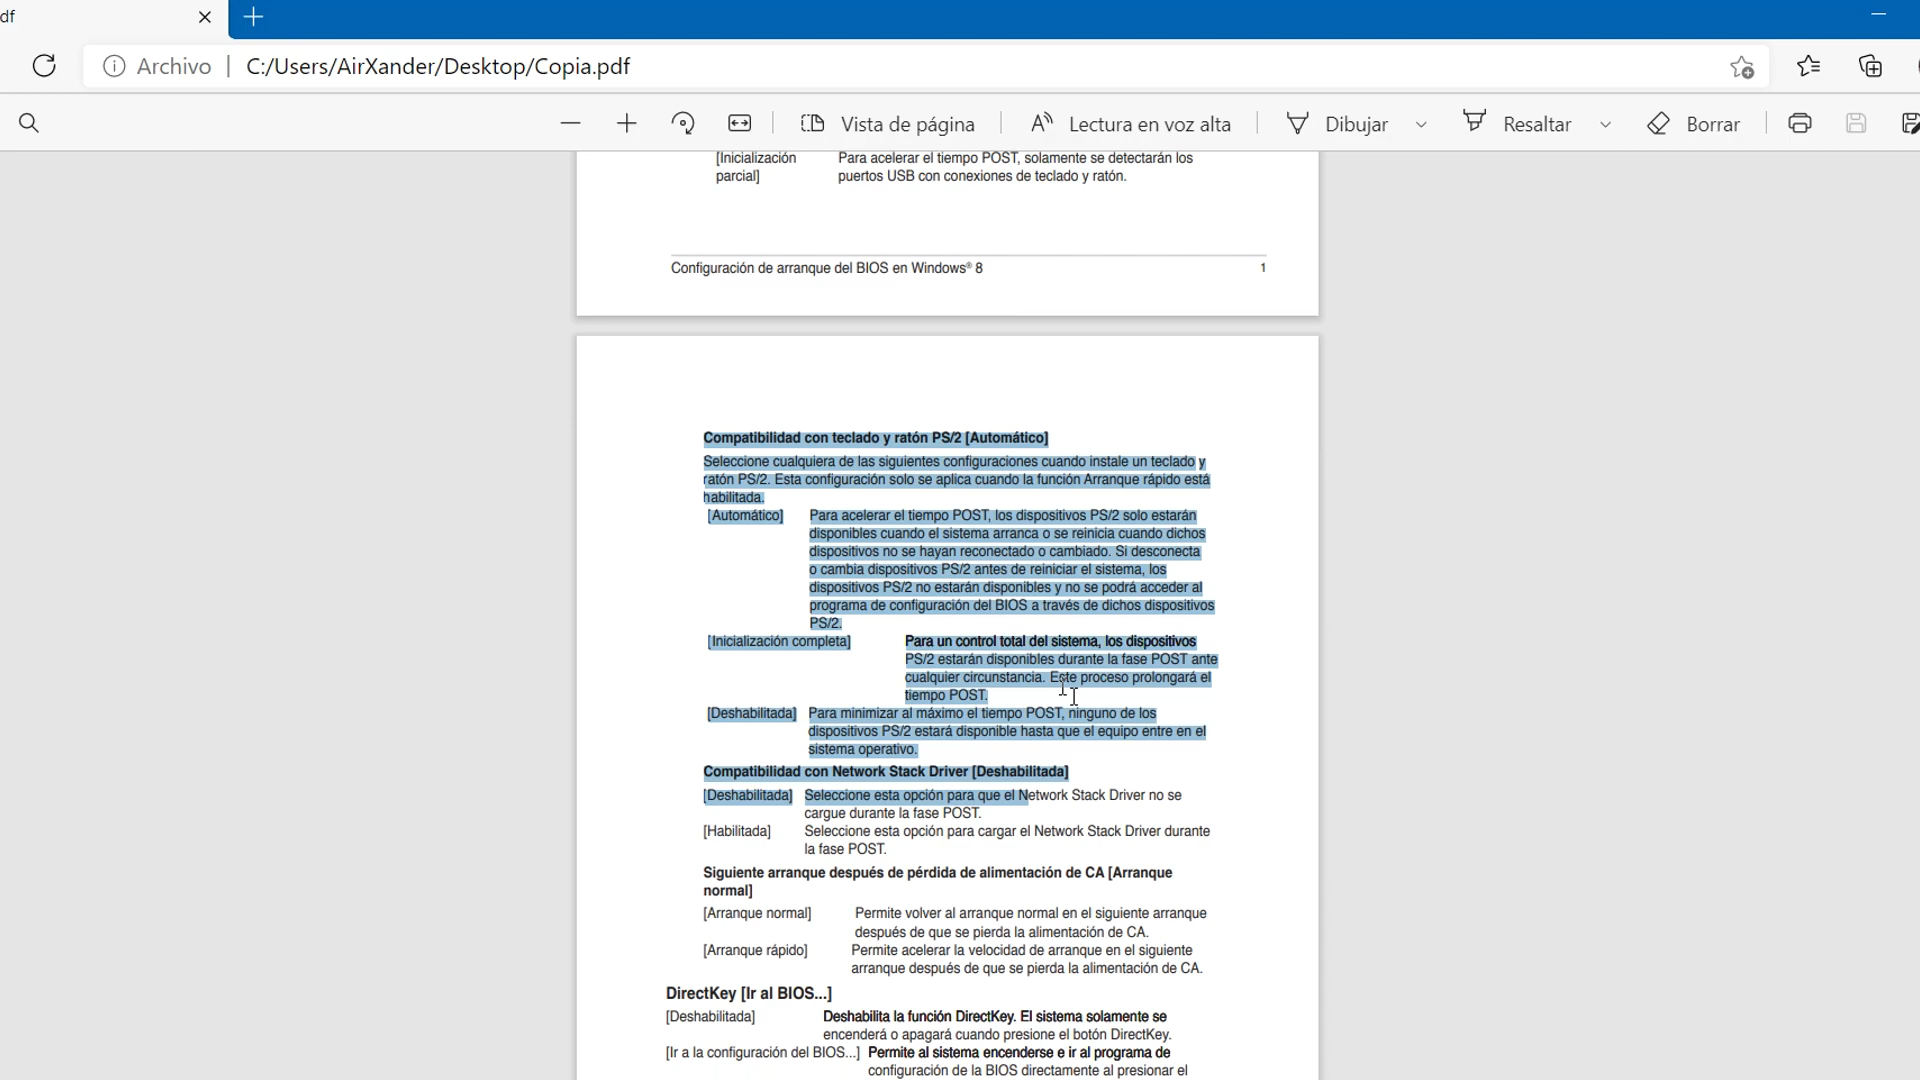 df
Archivo | C:/Users/AirXander/Desktop/Copia.pdf
Vista de página
Lectura en voz alta
Dibujar
Resaltar
Borrar
[Inicialización Para acelerar el tiempo POST, solamente se detectarán los
parcial] puertos USB con conexiones de teclado y ratón.
Configuración de arranque del BIOS en Windows® 8 1
Compatibilidad con teclado y ratón PS/2 [Automático]
Seleccione cualquiera de las siguientes configuraciones cuando instale un teclado y
ratón PS/2. Esta configuración solo se aplica cuando la función Arranque rápido está
habilitada.
[Automático] Para acelerar el tiempo POST, los dispositivos PS/2 solo estarán
disponibles cuando el sistema arranca o se reinicia cuando dichos
dispositivos no se hayan reconectado o cambiado. Si desconecta
o cambia dispositivos PS/2 antes de reiniciar el sistema, los
dispositivos PS/2 no estarán disponibles y no se podrá acceder al
programa de configuración del BIOS a través de dichos dispositivos
PS/2.
[Inicialización completa] Para un control total del sistema, los dispositivos
PS/2 estarán disponibles durante la fase POST ante
cualquier circunstancia. Este proceso prolongará el
tiempo POST.
[Deshabilitada] Para minimizar al máximo el tiempo POST, ninguno de los
dispositivos PS/2 estará disponible hasta que el equipo entre en el
sistema operativo.
Compatibilidad con Network Stack Driver [Deshabilitada]
[Deshabilitada] Seleccione esta opción para que el Network Stack Driver no se
cargue durante la fase POST.
[Habilitada] Seleccione esta opción para cargar el Network Stack Driver durante
la fase POST.
Siguiente arranque después de pérdida de alimentación de CA [Arranque
normal]
[Arranque normal] Permite volver al arranque normal en el siguiente arranque
después de que se pierda la alimentación de CA.
[Arranque rápido] Permite acelerar la velocidad de arranque en el siguiente
arranque después de que se pierda la alimentación de CA.
DirectKey [Ir al BIOS...]
[Deshabilitada] Deshabilita la función DirectKey. El sistema solamente se
encenderá o apagará cuando presione el botón DirectKey.
[Ir a la configuración del BIOS...] Permite al sistema encenderse e ir al programa de
configuración de la BIOS directamente al presionar el